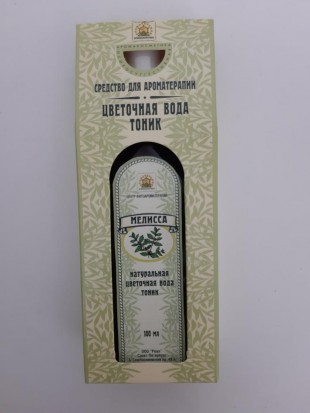 СРЕДСТВО ДЛЯ АРОМАТЕРАПИИ
ЦВЕТОЧНАЯ ВОДА
ТОНИК
МЕЛИССА
НАТУРАЛЬНАЯ
ЦВЕТОЧНАЯ ВОДА
ТОНИК
100 МЛ